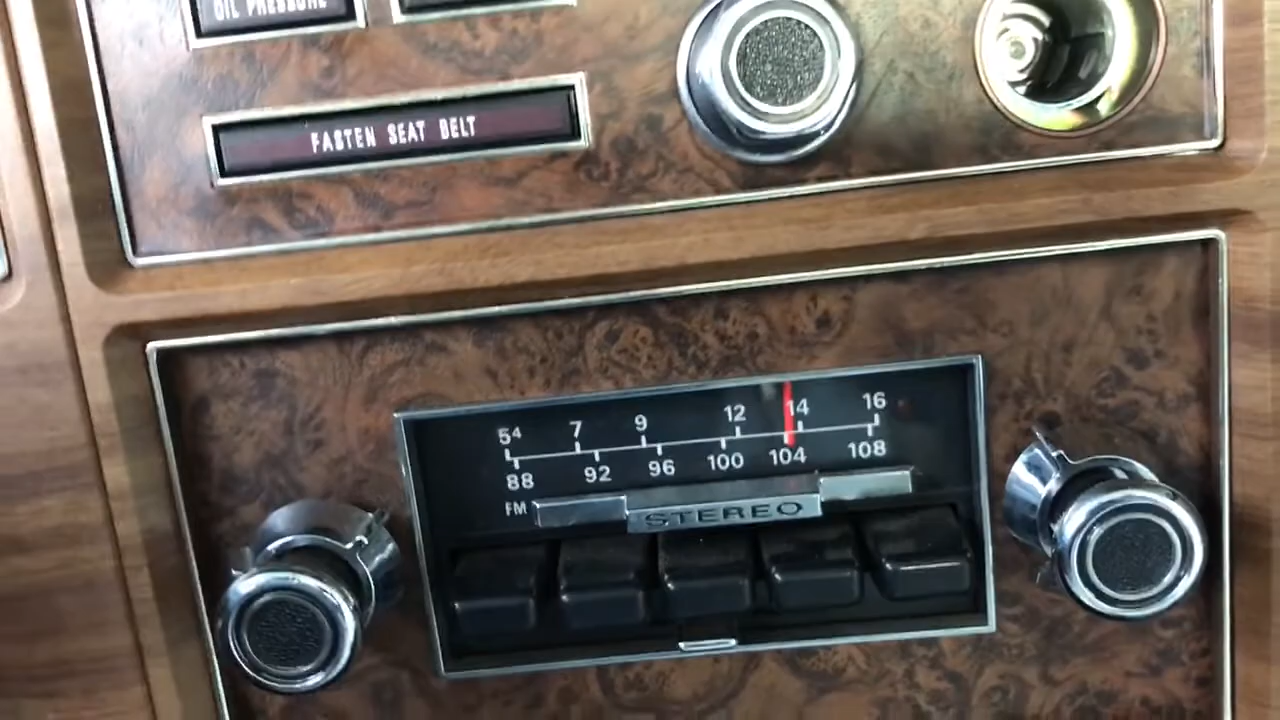 OIL PRESSURE
FASTEN SEAT BELT
54 7 9 12 14 16
88 92 96 100 104 108
FM
STEREO